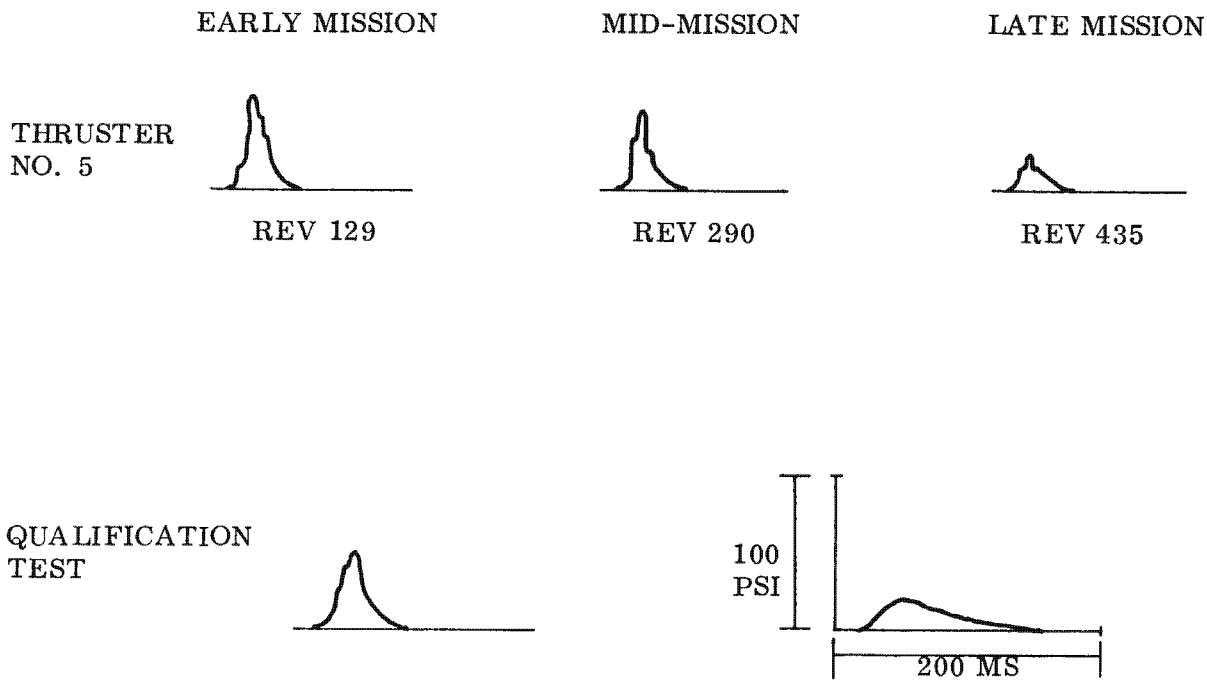 EARLY MISSION
MID-MISSION
LATE MISSION
THRUSTER
NO. 5
REV 129
REV 290
REV 435
QUALIFICATION
TEST
100
PSI
200 MS